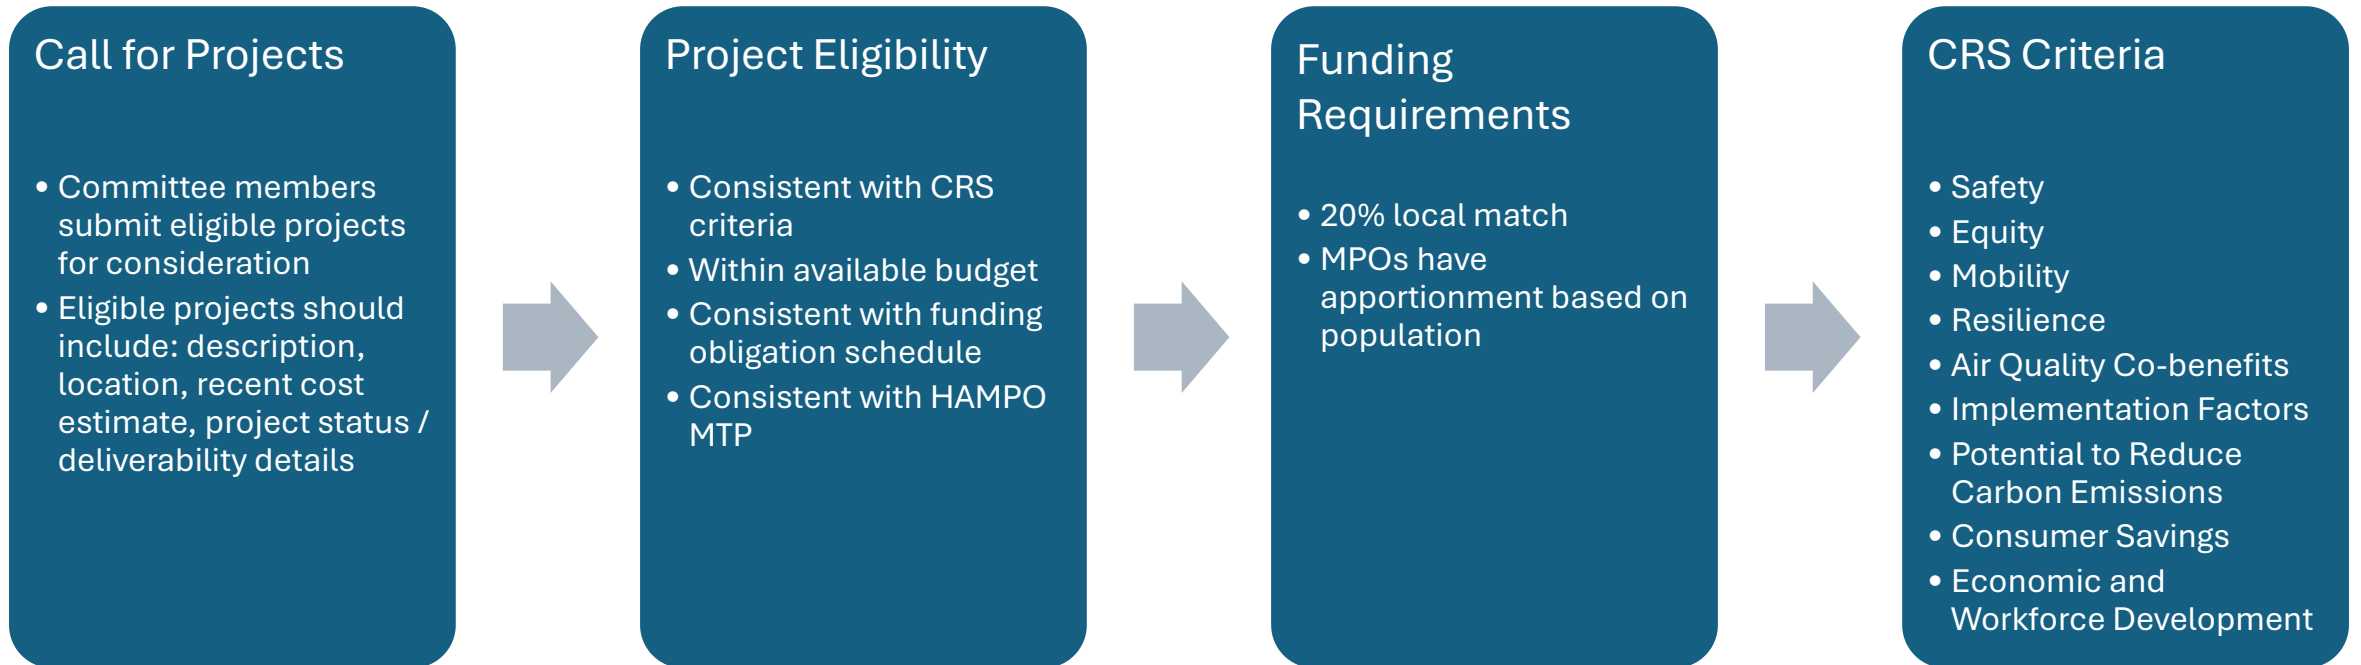 Call for Projects
• Committee members
submit eligible projects
for consideration
• Eligible projects should
include: description,
location, recent cost
estimate, project status /
deliverability details
Project Eligibility
• Consistent with CRS
criteria
• Within available budget
• Consistent with funding
obligation schedule
• Consistent with HAMPO
MTP
Funding
Requirements
• 20% local match
• MPOs have
apportionment based on
population
CRS Criteria
• Safety
• Equity
• Mobility
• Resilience
• Air Quality Co-benefits
• Implementation Factors
• Potential to Reduce
Carbon Emissions
• Consumer Savings
• Economic and
Workforce Development